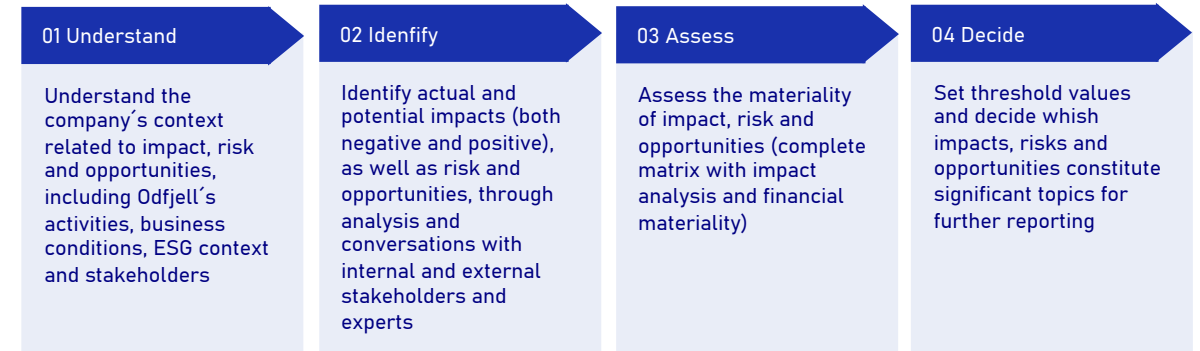 01 Understand
Understand the
company´s context
related to impact, risk
and opportunities,
including Odfjell´s
activities, business
conditions, ESG context
and stakeholders
02 Idenfify
Identify actual and
potential impacts (both
negative and positive),
as well as risk and
opportunities, through
analysis and
conversations with
internal and external
stakeholders and
experts
03 Assess
Assess the materiality
of impact, risk and
opportunities (complete
matrix with impact
analysis and financial
materiality)
04 Decide
Set threshold values
and decide whish
impacts, risks and
opportunities constitute
significant topics for
further reporting